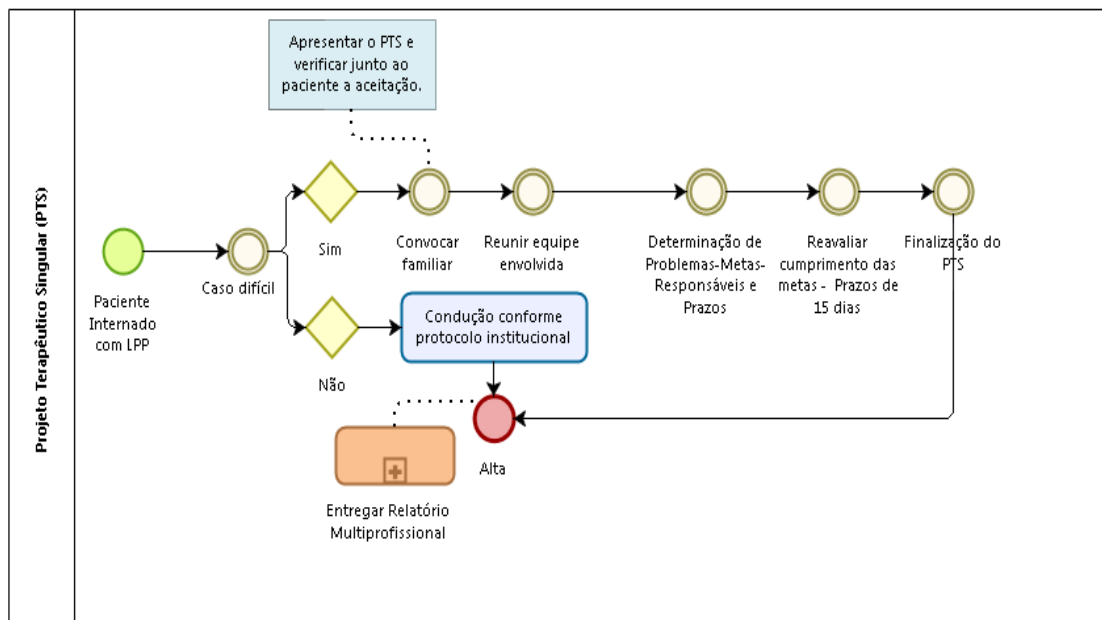 Projeto Terapêutico Singular (PTS)
Apresentar o PTS e
verificar junto ao
paciente a aceitação.
Paciente
Internado
com LPP
Caso difícil
Sim
Convocar
familiar
Reunir equipe
envolvida
Determinação de
Problemas-Metas-
Responsáveis e
Prazos
Reavaliar
cumprimento das
metas - Prazos de
15 dias
Finalização do
PTS
Não
Condução conforme
protocolo institucional
Alta
Entregar Relatório
Multiprofissional